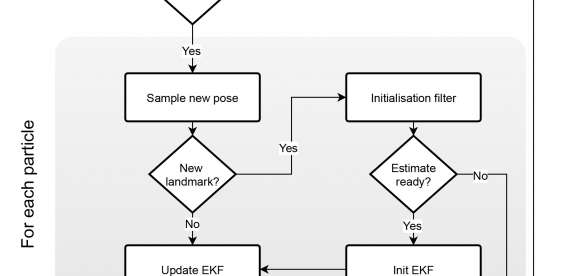 Yes
Sample new pose
Initialisation filter
For each particle
Yes
New
landmark?
Estimate
ready?
No
No
Yes
Update EKF
Init EKF